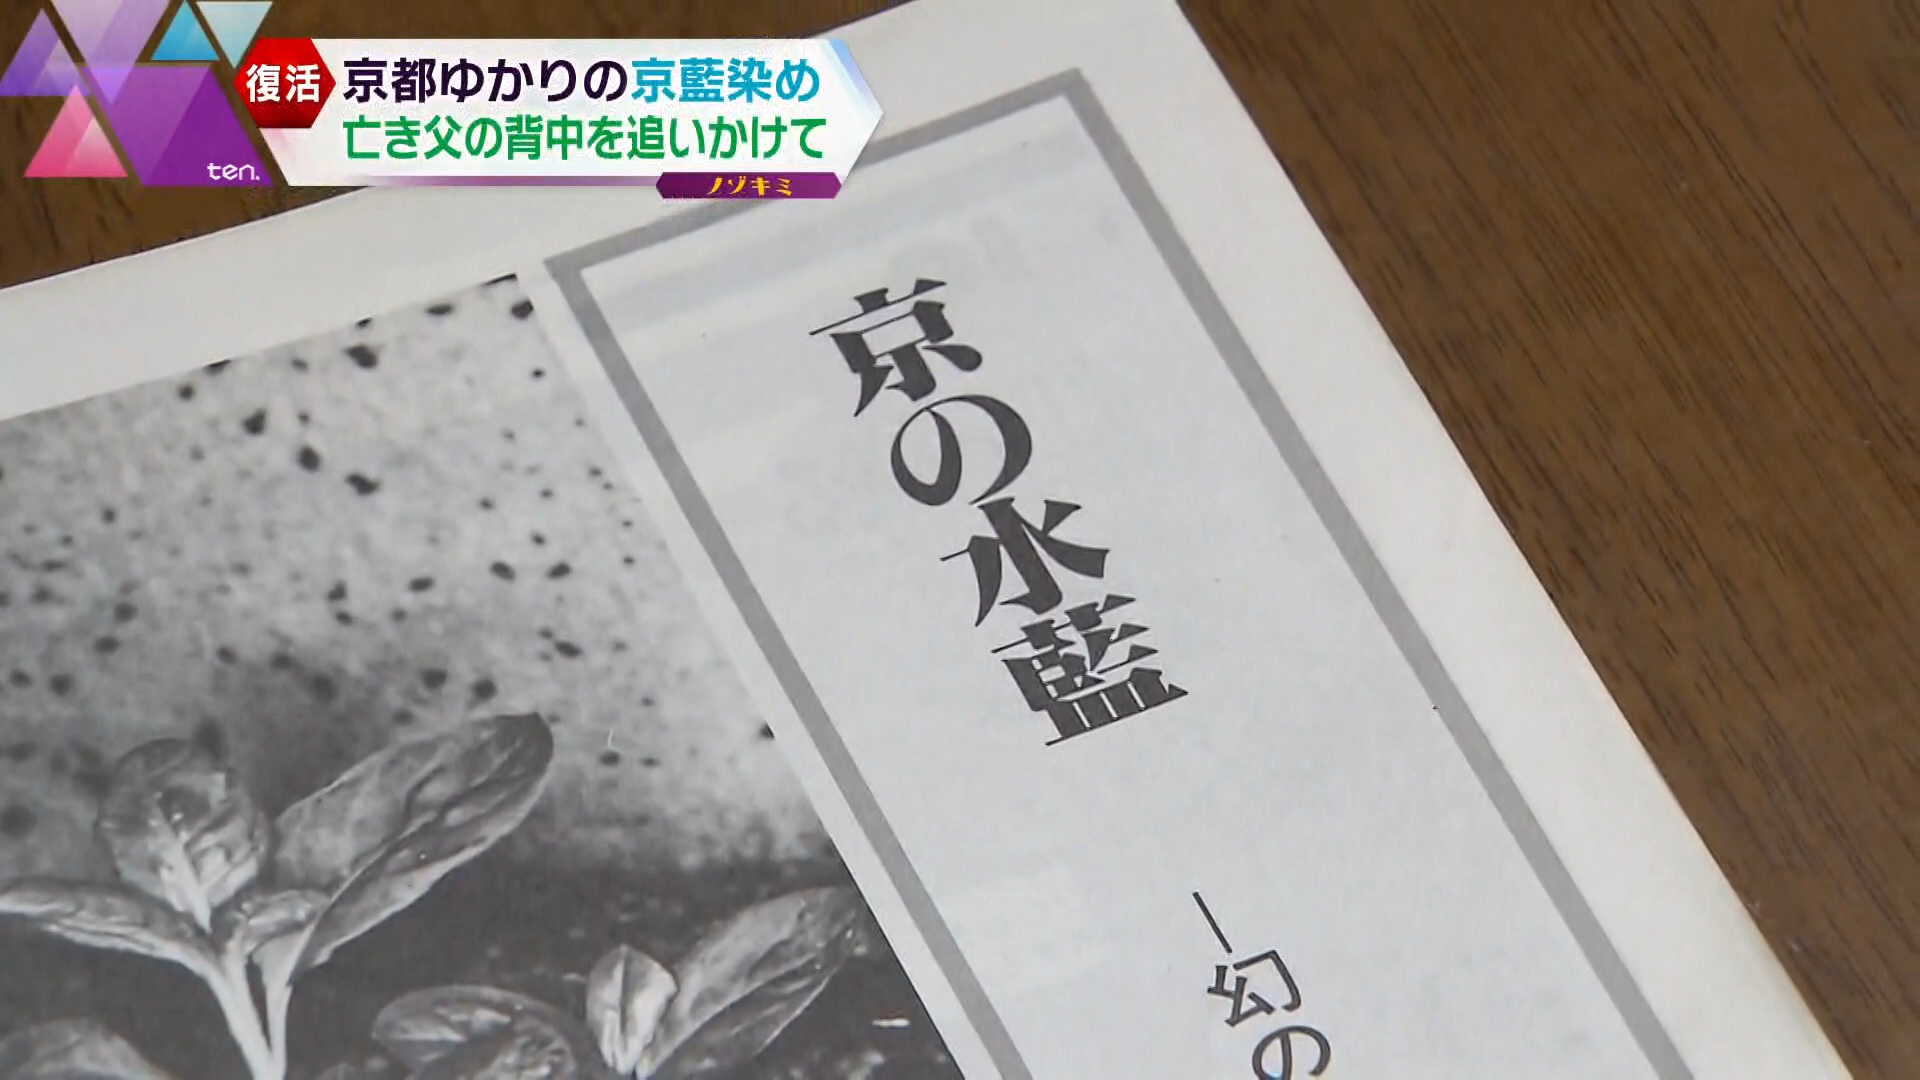 復活
京都ゆかりの京藍染め
亡き父の背中を追いかけて
ten.
ノゾキミ
京の水藍
―幻の